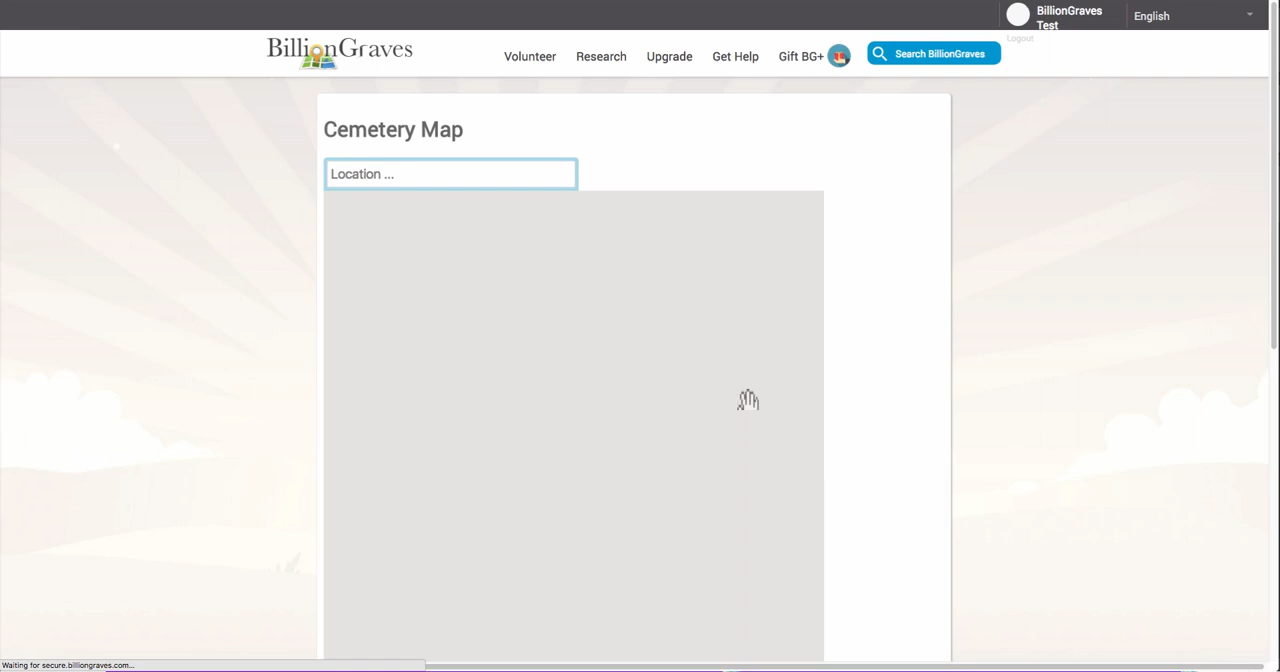 BillionGraves
Test
English
Logout
BillionGraves
Volunteer
Research
Upgrade
Get Help
Gift BG+
Search BillionGraves
Cemetery Map
Location ...
Waiting for secure.billiongraves.com...